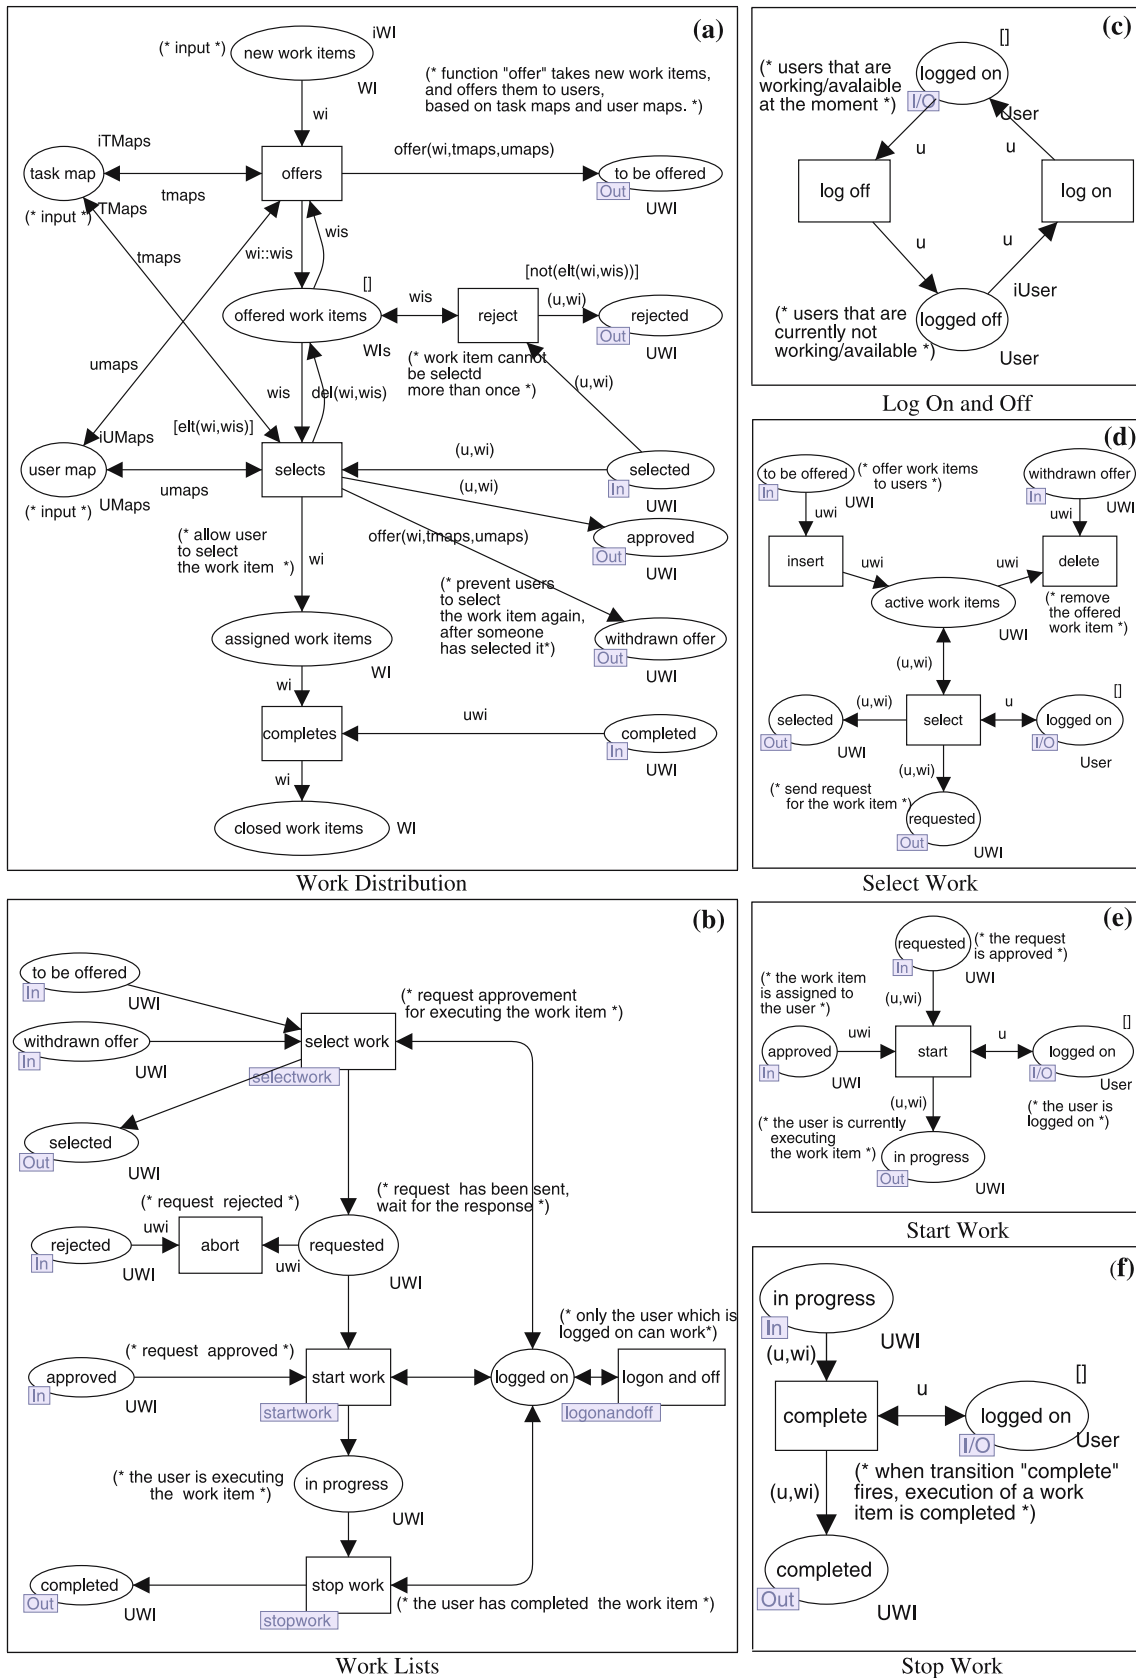 (a)
iWI
(* input *)
new work items
WI
(* function "offer" takes new work items,
and offers them to users,
based on task maps and user maps. *)
wi
iTMaps
offer(wi,tmaps,umaps)
task map
offers
to be offered
Out
tmaps
TMaps
(* input *)
UWI
tmaps
wi::wis
wis
[]
[not(elt(wi,wis))]
offered work items
wis
reject
(u,wi)
rejected
Out
WIs
UWI
(* work item cannot
be selectd
more than once *)
umaps
wis
del(wi,wis)
(u,wi)
iUMaps
[elt(wi,wis)]
user map
umaps
selects
(u,wi)
selected
In
UMaps
(* input *)
(u,wi)
UWI
(* allow user
to select
the work item *)
wi
offer(wi,tmaps,umaps)
approved
Out
UWI
(* prevent users
to select
the work item again,
after someone
has selected it*)
assigned work items
WI
withdrawn offer
Out
UWI
wi
completes
uwi
completed
In
UWI
wi
closed work items
WI
Work Distribution
(b)
to be offered
In
UWI
(* request approvement
for executing the work item *)
withdrawn offer
In
UWI
select work
selectwork
selected
Out
UWI
(* request rejected *)
(* request has been sent,
wait for the response*)
rejected
In
uwi
abort
uwi
requested
UWI
UWI
(* only the user which is
logged on can work*)
(* request approved *)
approved
In
UWI
start work
startwork
logged on
logon and off
logonandoff
(* the user is executing
the work item *)
in progress
UWI
completed
Out
UWI
stop work
stopwork
(* the user has completed the work item *)
Work Lists
(c)
[]
(* users that are
working/avalaible
at the moment *)
logged on
I/O
User
u
u
log off
log on
u
u
iUser
(* users that are
currently not
working/available *)
logged off
User
Log On and Off
(d)
to be offered
In
(* offer work items
to users *)
UWI
withdrawn offer
In
UWI
uwi
uwi
insert
uwi
uwi
delete
active work items
UWI
(* remove
the offered
work item *)
(u,wi)
[]
selected
Out
UWI
(u,wi)
select
u
logged on
I/O
User
(u,wi)
(* send request
for the work item *)
requested
Out
UWI
Select Work
(e)
requested
In
(* the request
is approved *)
UWI
(* the work item
is assigned to
the user *)
(u,wi)
[]
approved
In
uwi
UWI
start
u
logged on
I/O
User
(u,wi)
(* the user is
logged on *)
(* the user is currently
executing
the work item *)
in progress
Out
UWI
Start Work
(f)
in progress
In
UWI
(u,wi)
[]
complete
u
logged on
I/O
User
(u,wi)
(* when transition "complete"
fires, execution of a work
item is completed *)
completed
Out
UWI
Stop Work